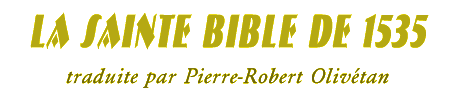 LA SAINTE BIBLE DE 1535
traduite par Pierre-Robert Olivétan